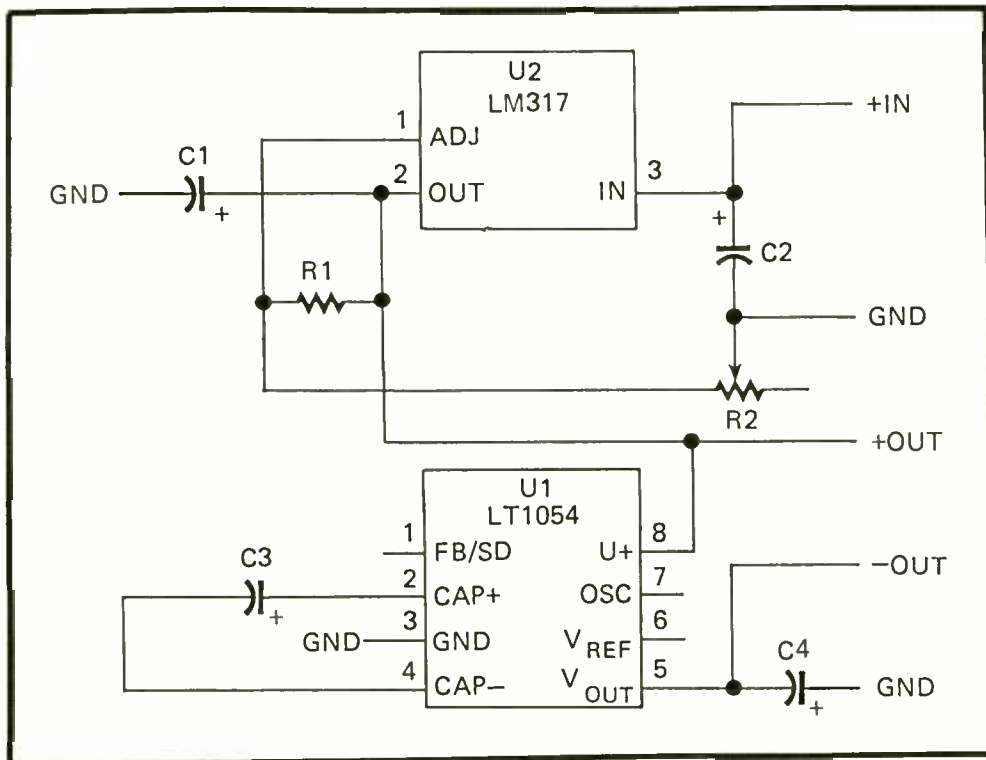 U2
LM317
+IN
1
ADJ
C1
2
3
GND
OUT
IN
+
+
C2
R1
GND
R2
+OUT
U1
LT1054
1
8
FB/SD
U+
-OUT
C3
2
7
CAP+
OSC
+
3
6
GND
GND
VREF
C4
4
5
CAP-
VOUT
GND
+